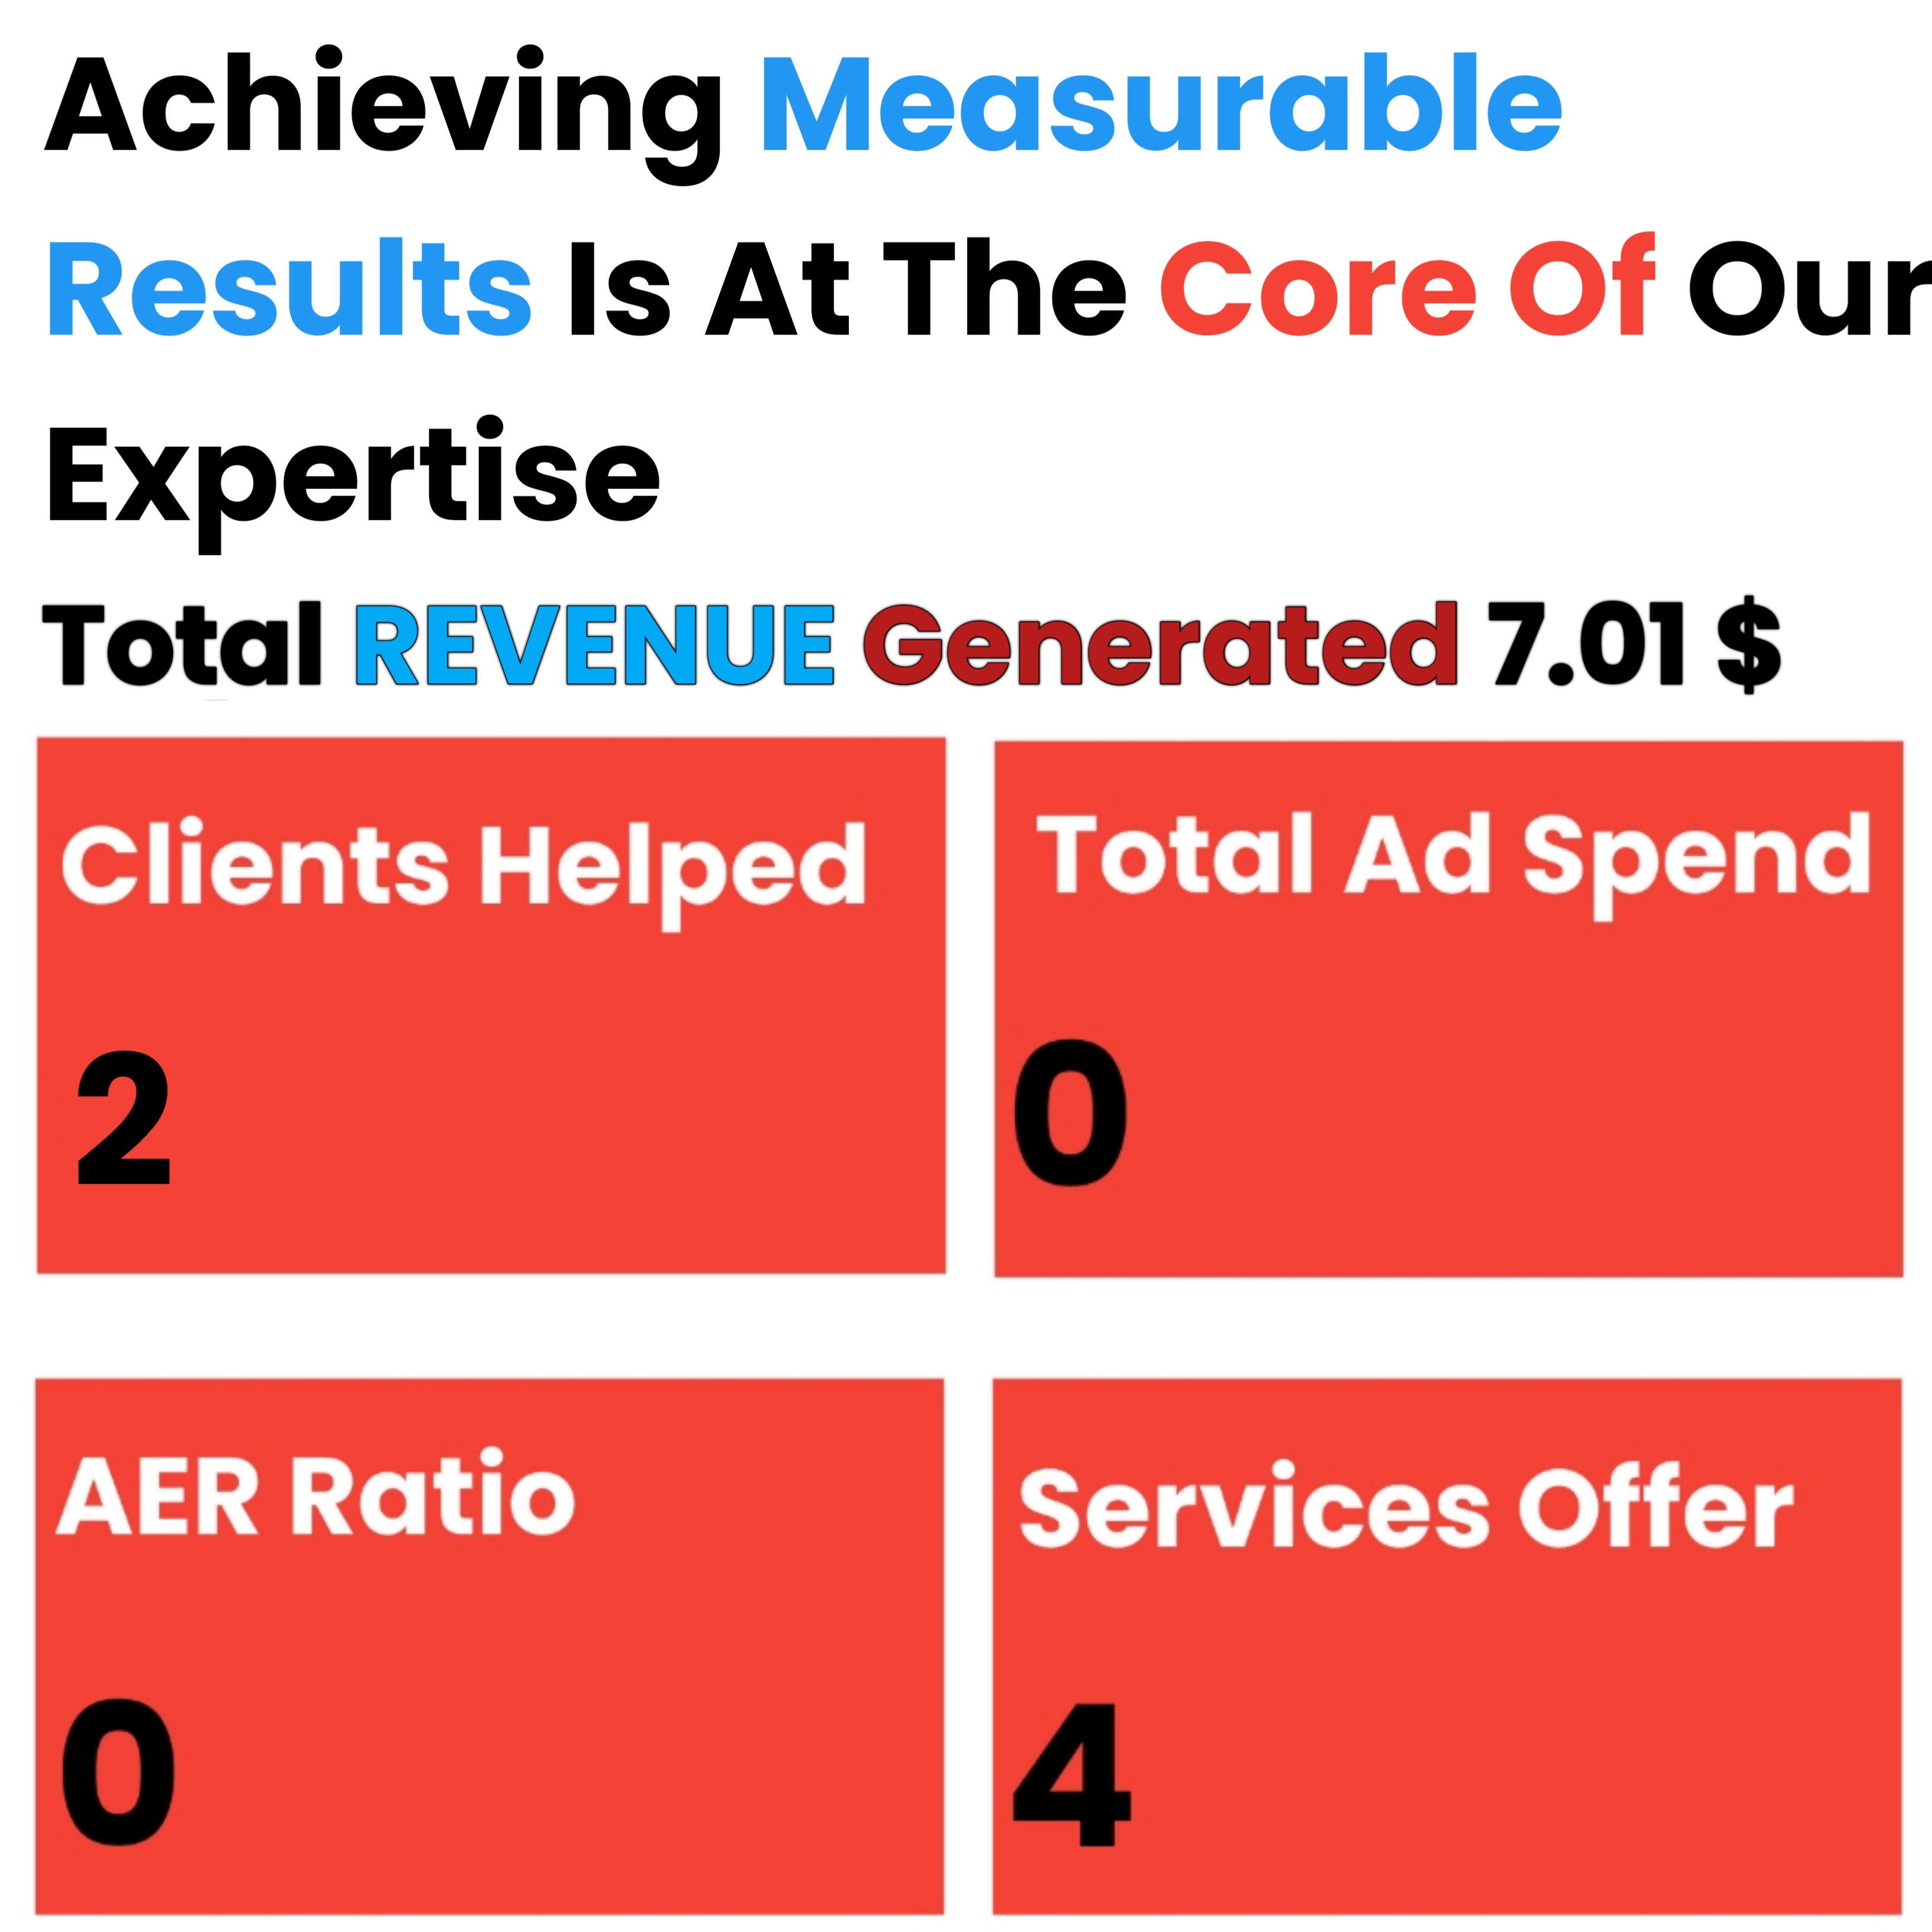 Achieving Measurable
Results Is At The Core Of Our
Expertise
Total REVENUE Generated 7.01 $
Clients Helped
2
Total Ad Spend
0
AER Ratio
0
Services Offer
4